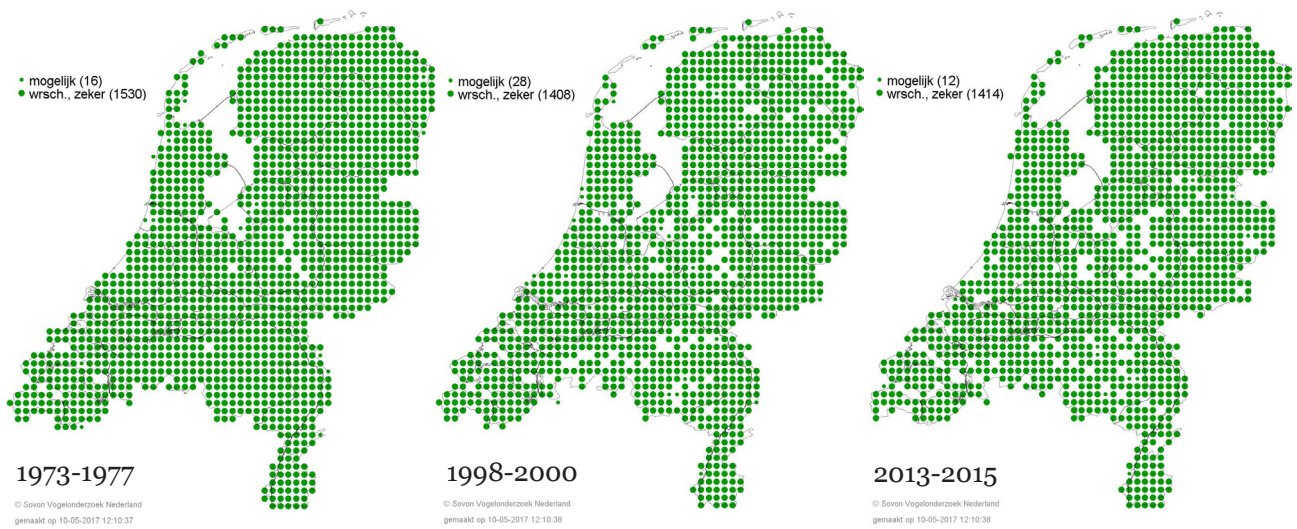 mogelijk (16)
wrsch., zeker (1530)
1973-1977
© Sovon Vogelonderzoek Nederland
gemaakt op 10-05-2017 12:10:37
mogelijk (28)
wrsch., zeker (1408)
1998-2000
© Sovon Vogelonderzoek Nederland
gemaakt op 10-05-2017 12:10:38
mogelijk (12)
wrsch., zeker (1414)
2013-2015
© Sovon Vogelonderzoek Nederland
gemaakt op 10-05-2017 12:10:38